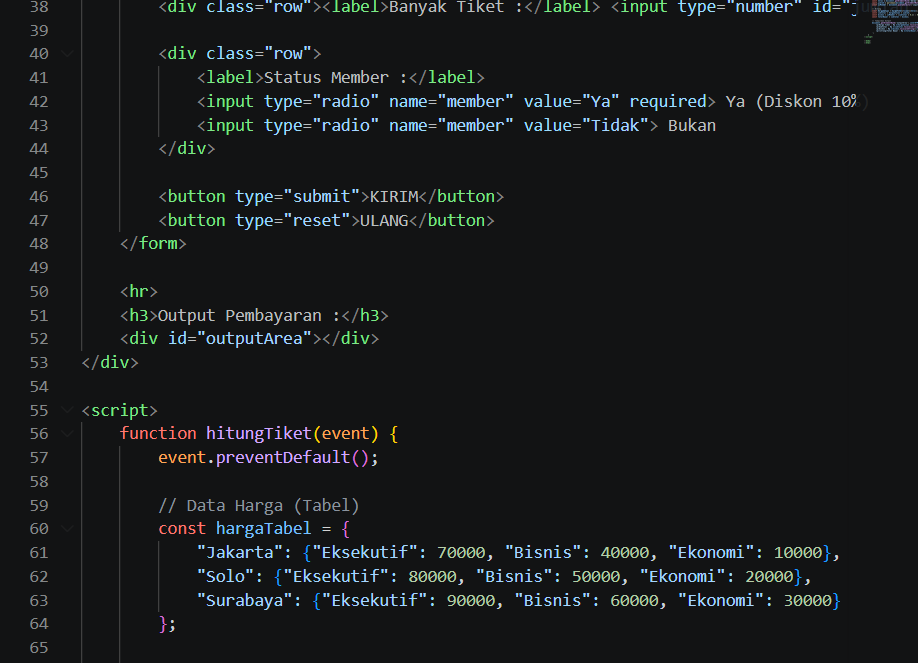 38 <div class="row"><label>Banyak Tiket :</label> <input type="number" id="
39
40 <div class="row">
41 <label>Status Member :</label>
42 <input type="radio" name="member" value="Ya" required> Ya (Diskon 10%)
43 <input type="radio" name="member" value="Tidak"> Bukan
44 </div>
45
46 <button type="submit">KIRIM</button>
47 <button type="reset">ULANG</button>
48 </form>
49
50 <hr>
51 <h3>Output Pembayaran :</h3>
52 <div id="outputArea"></div>
53 </div>
54
55 <script>
56 function hitungTiket(event) {
57 event.preventDefault();
58
59 // Data Harga (Tabel)
60 const hargaTabel = {
61 "Jakarta": {"Eksekutif": 70000, "Bisnis": 40000, "Ekonomi": 10000},
62 "Solo": {"Eksekutif": 80000, "Bisnis": 50000, "Ekonomi": 20000},
63 "Surabaya": {"Eksekutif": 90000, "Bisnis": 60000, "Ekonomi": 30000}
64 };
65